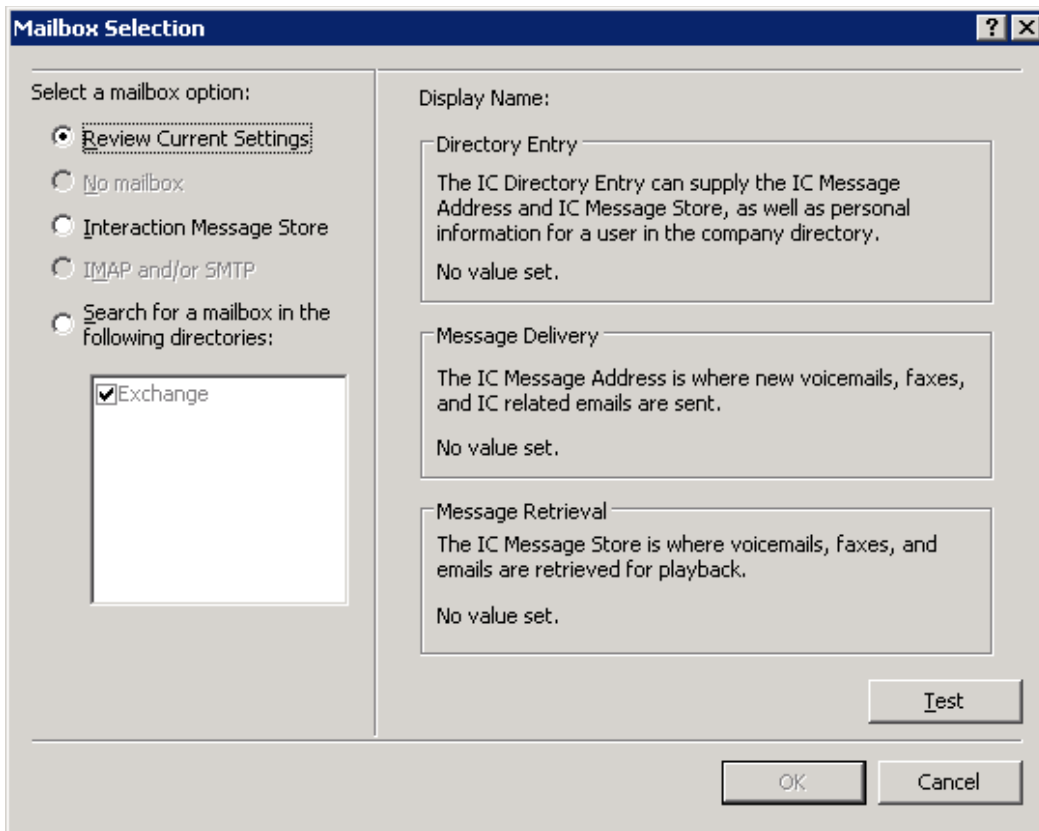 Mailbox Selection
Select a mailbox option:
Review Current Settings
No mailbox
Interaction Message Store
IMAP and/or SMTP
Search for a mailbox in the
following directories:
Exchange
Display Name:
Directory Entry
The IC Directory Entry can supply the IC Message
Address and IC Message Store, as well as personal
information for a user in the company directory.
No value set.
Message Delivery
The IC Message Address is where new voicemails, faxes,
and IC related emails are sent.
No value set.
Message Retrieval
The IC Message Store is where voicemails, faxes, and
emails are retrieved for playback.
No value set.
Test
OK
Cancel